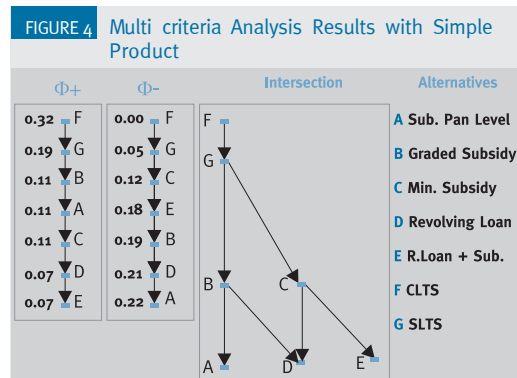 FIGURE 4 Multi criteria Analysis Results with Simple
Product
Φ+ Φ- Intersection Alternatives
0.32 F 0.00 F F A Sub. Pan Level
0.19 G 0.05 G G B Graded Subsidy
0.11 B 0.12 C C Min. Subsidy
0.11 A 0.18 E D Revolving Loan
0.11 C 0.19 B E R.Loan + Sub.
0.07 D 0.21 D B C F CLTS
0.07 E 0.22 A G SLTS
A D E